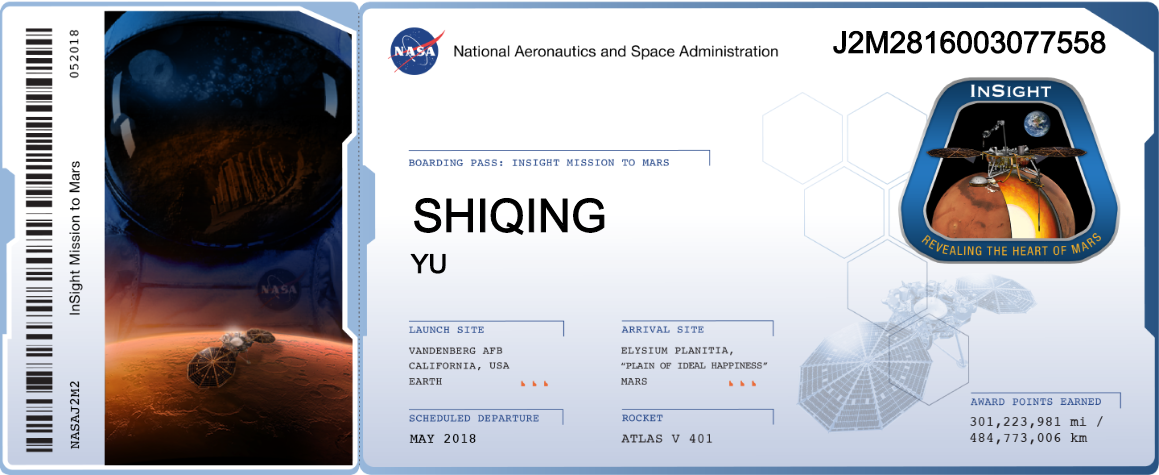 052018
InSight Mission to Mars
NASAJ2M2
NASA
NASA
National Aeronautics and Space Administration
J2M2816003077558
INSIGHT
REVEALING THE HEART OF MARS
BOARDING PASS: INSIGHT MISSION TO MARS
SHIQING
YU
LAUNCH SITE
VANDENBERG AFB
CALIFORNIA, USA
EARTH
ARRIVAL SITE
ELYSIUM PLANITIA,
“PLAIN OF IDEAL HAPPINESS”
MARS
SCHEDULED DEPARTURE
MAY 2018
ROCKET
ATLAS V 401
AWARD POINTS EARNED
301,223,981 mi /
484,773,006 km